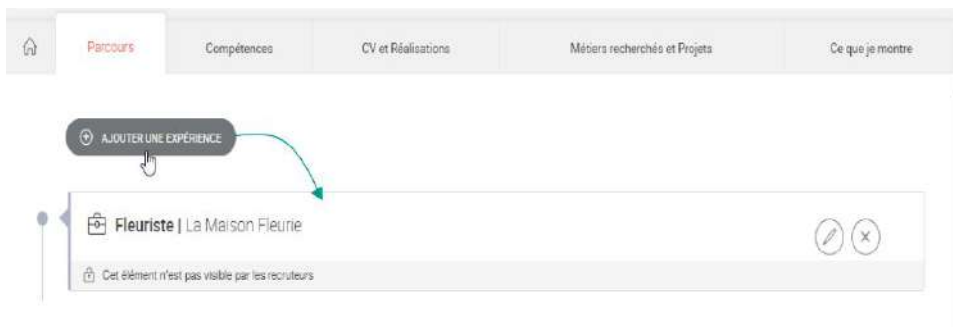 Parcours
Compétences
CV et Réalisations
Métiers recherchés et Projets
Ce que je montre
AJOUTER UNE EXPÉRIENCE
Fleuriste | La Maison Fleurie
Cet élément n'est pas visible par les recruteurs